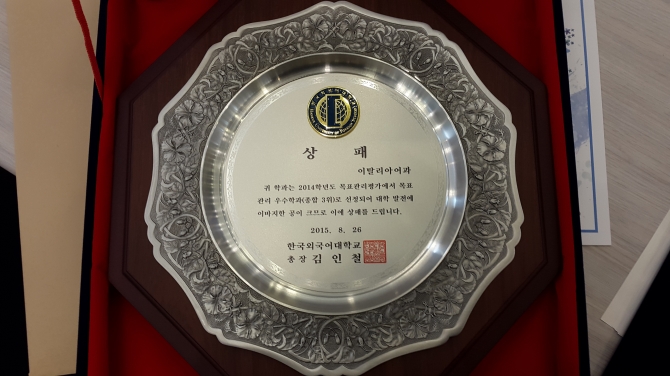 상 패
이탈리아어과
귀 학과는 2014학년도 목표관리평가에서 목표
관리 우수학과(종합 3위)로 선정되어 대학 발전에
이바지한 공이 크므로 이에 상패를 드립니다.
2015. 8. 26
한국외국어대학교
총장 김 인 철